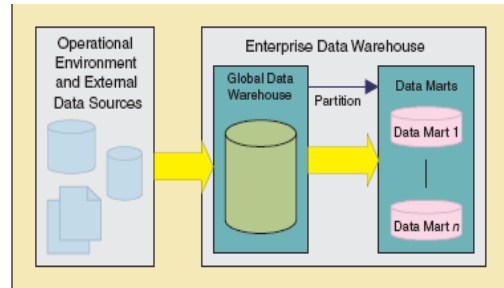 Operational
Environment
and External
Data Sources
Enterprise Data Warehouse
Global Data
Warehouse
Partition
Data Marts
Data Mart 1
Data Mart n